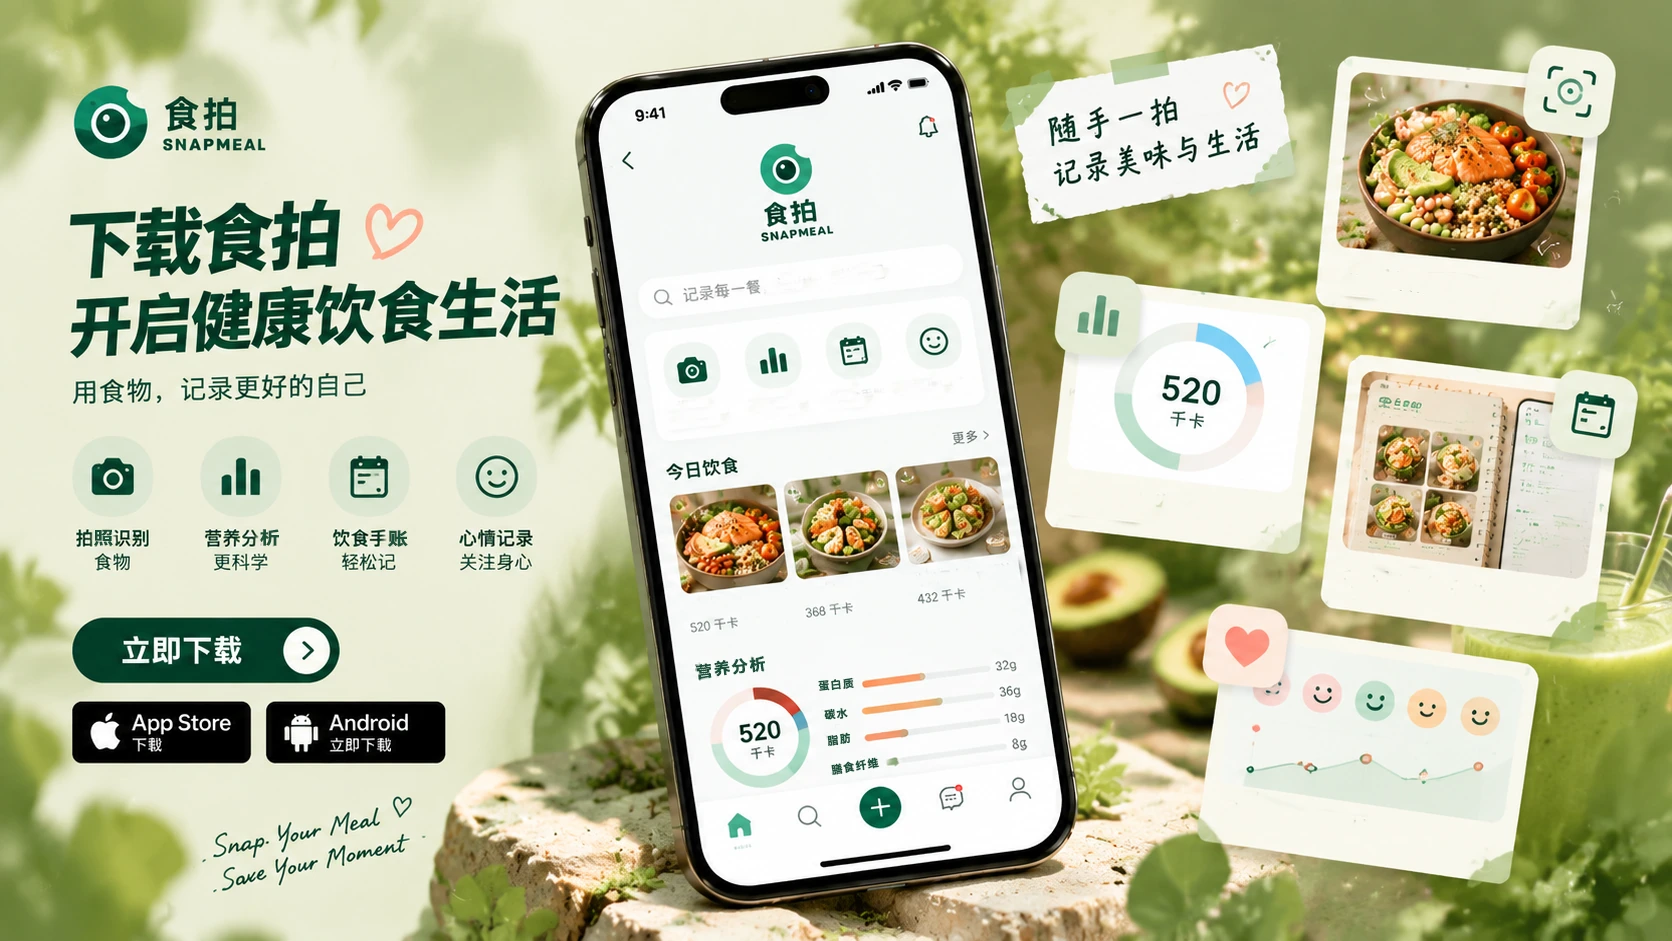 食拍
SNAPMEAL
下载食拍
开启健康饮食生活
用食物，记录更好的自己
拍照识别
食物
营养分析
更科学
饮食手账
轻松记
心情记录
关注身心
立即下载
App Store
下载
Android
立即下载
Snap. Your Meal
Save Your Moment
9:41
食拍
SNAPMEAL
记录每一餐
更多
今日饮食
520 千卡
368 千卡
432 千卡
营养分析
520
千卡
蛋白质 32g
碳水 36g
脂肪 18g
膳食纤维 8g
随手一拍
记录美味与生活
520
千卡